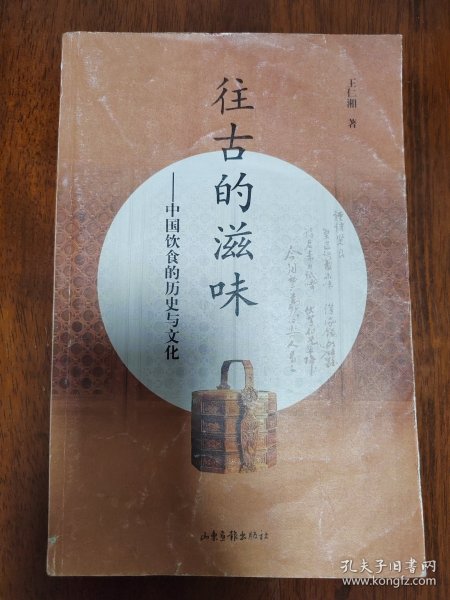 往古的滋味
——中国饮食的历史与文化
王仁湘 著
山东画报出版社
孔夫子旧书网
www.kongfz.com